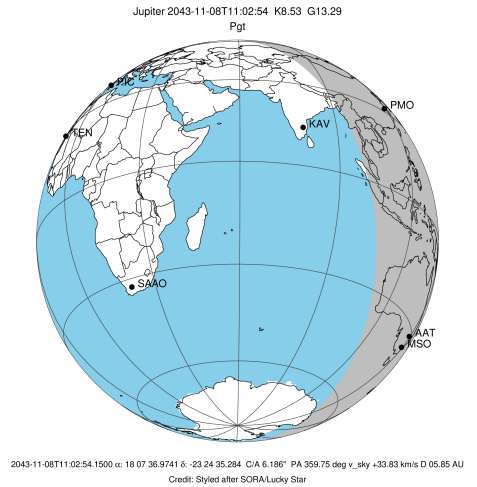 Jupiter 2043-11-08T11:02:54 K8.53 G13.29
Pgt
PIC
PMO
KAV
TEN
SAAO
AAT
MSO
2043-11-08T11:02:54.1500 α: 18 07 36.9741 δ: -23 24 35.284 C/A 6.186" PA 359.75 deg v_sky +33.83 km/s D 05.85 AU
Credit: Styled after SORA/Lucky Star